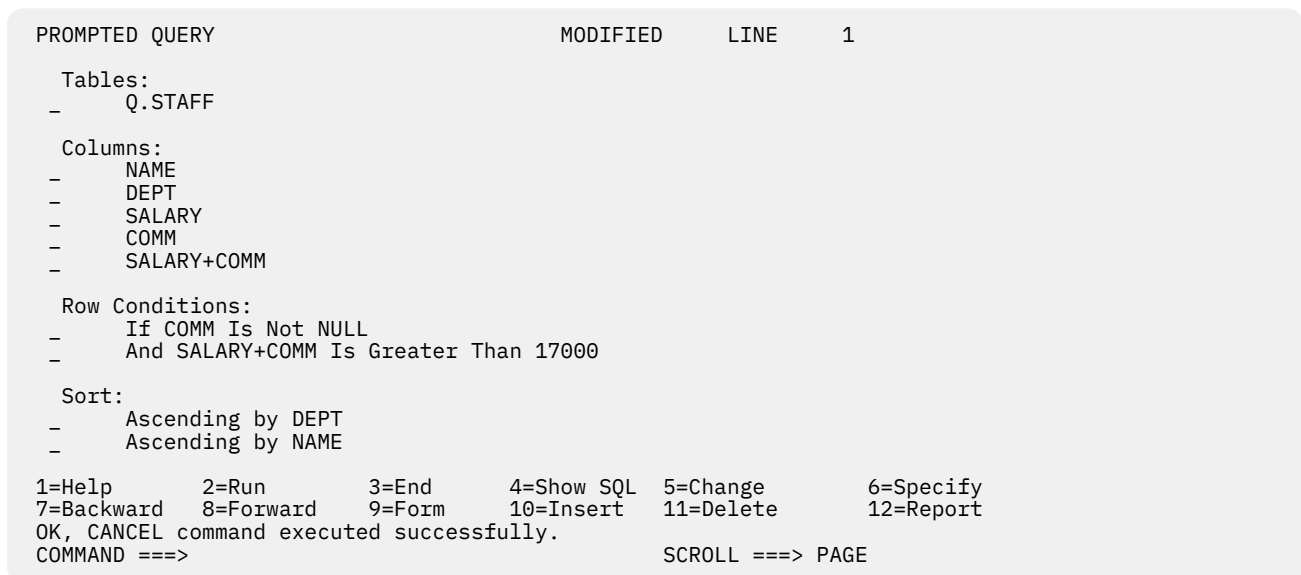 PROMPTED QUERY                           MODIFIED     LINE     1
  Tables:
 _     Q.STAFF
  Columns:
 _     NAME
 _     DEPT
 _     SALARY
 _     COMM
 _     SALARY+COMM
  Row Conditions:
 _     If COMM Is Not NULL
 _     And SALARY+COMM Is Greater Than 17000
  Sort:
 _     Ascending by DEPT
 _     Ascending by NAME
1=Help       2=Run        3=End      4=Show SQL  5=Change        6=Specify
7=Backward   8=Forward    9=Form     10=Insert   11=Delete       12=Report
OK, CANCEL command executed successfully.
COMMAND ===>                                     SCROLL ===> PAGE